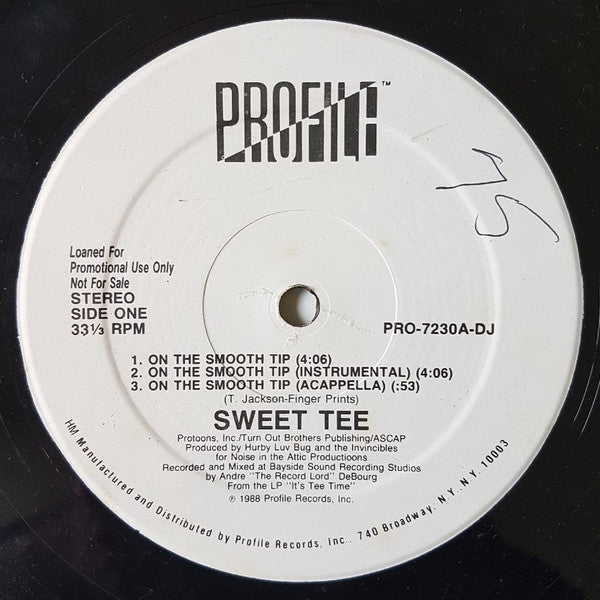 PROFILE™
Loaned For
Promotional Use Only
Not For Sale
STEREO
SIDE ONE
33⅓ RPM
PRO-7230A-DJ
1. ON THE SMOOTH TIP (4:06)
2. ON THE SMOOTH TIP (INSTRUMENTAL) (4:06)
3. ON THE SMOOTH TIP (ACAPPELLA) (:53)
(T. Jackson-Finger Prints)
SWEET TEE
Protoons, Inc./Turn Out Brothers Publishing/ASCAP
Produced by Hurby Luv Bug and the Invincibles
for Noise in the Attic Productioons
Recorded and Mixed at Bayside Sound Recording Studios
by Andre "The Record Lord" DeBourg
From the LP "It's Tee Time"
℗ 1988 Profile Records, Inc.
HM Manufactured and Distributed by Profile Records, Inc., 740 Broadway, N.Y. N.Y. 10003